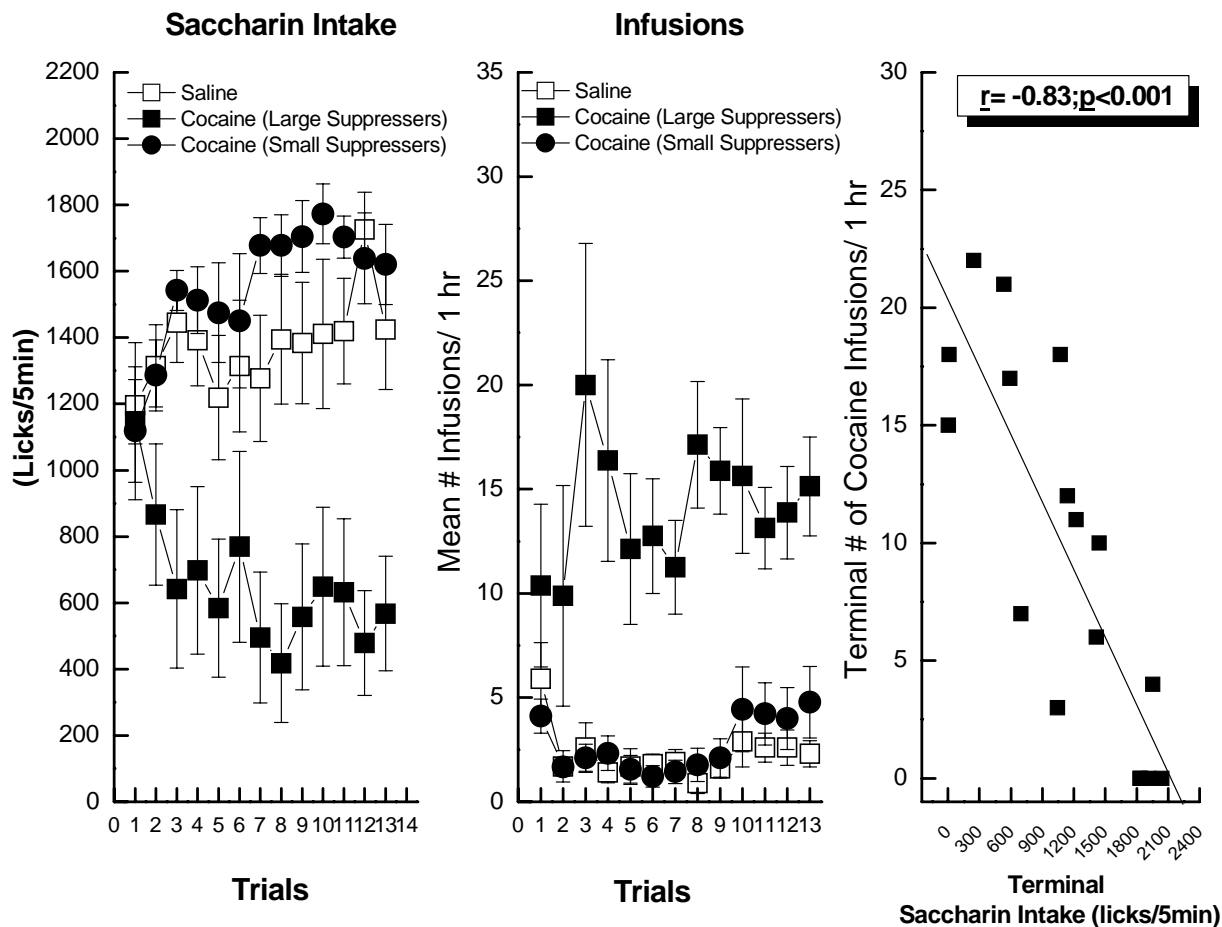 Saccharin Intake
(Licks/5min)
2200
2000
1800
1600
1400
1200
1000
800
600
400
200
0
Saline
Cocaine (Large Suppressers)
Cocaine (Small Suppressers)
0 1 2 3 4 5 6 7 8 9 10 11 12 13 14
Trials
Infusions
Mean # Infusions/ 1 hr
35
30
25
20
15
10
5
0
Saline
Cocaine (Large Suppressers)
Cocaine (Small Suppressers)
0 1 2 3 4 5 6 7 8 9 10 11 12 13
Trials
Terminal # of Cocaine Infusions/ 1 hr
30
25
20
15
10
5
0
r= -0.83;p<0.001
0 300 600 900 1200 1500 1800 2100 2400
Terminal
Saccharin Intake (licks/5min)